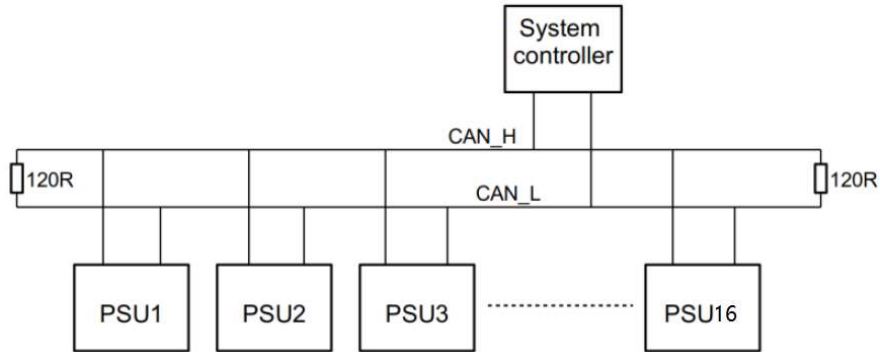 System
controller
CAN_H
120R
CAN_L
120R
PSU1
PSU2
PSU3
PSU16